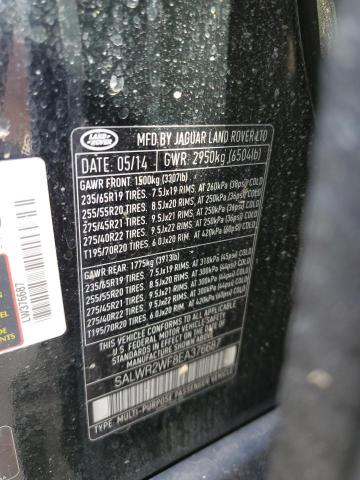 LAND ROVER
MFD.BY JAGUAR LAND ROVER LTD
DATE: 05/14 GWR: 2950kg (6504lb)
GAWR FRONT: 1500kg (3307lb)
235/65R19 TIRES - 7.5Jx19 RIMS, AT 260kPa (38psi) COLD
255/55R20 TIRES - 8.5Jx20 RIMS, AT 250kPa (36psi) COLD
275/45R21 TIRES - 9.5Jx21 RIMS, AT 250kPa (36psi) COLD
275/40R22 TIRES - 9.5Jx22 RIMS, AT 250kPa (36psi) COLD
T195/70R20 TIRES - 6.0Jx20 RIM. AT 420kPa (60psi) COLD
GAWR REAR: 1775kg (3913lb)
235/65R19 TIRES - 7.5Jx19 RIMS, AT 310kPa (45psi) COLD
255/55R20 TIRES - 8.5Jx20 RIMS, AT 300kPa (44psi) COLD
275/45R21 TIRES - 9.5Jx21 RIMS, AT 300kPa (44psi) COLD
275/40R22 TIRES - 9.5Jx22 RIMS, AT 300kPa (44psi) COLD
T195/70R20 TIRES - 6.0Jx20 RIM. AT 420kPa (60psi) COLD
THIS VEHICLE CONFORMS TO ALL APPLICABLE
U.S. FEDERAL MOTOR VEHICLE SAFETY
STANDARDS IN EFFECT ON THE DATE OF
MANUFACTURE SHOWN ABOVE
SALWR2WF8EA376687
TYPE: MULTI-PURPOSE PASSENGER VEHICLE
LW376687